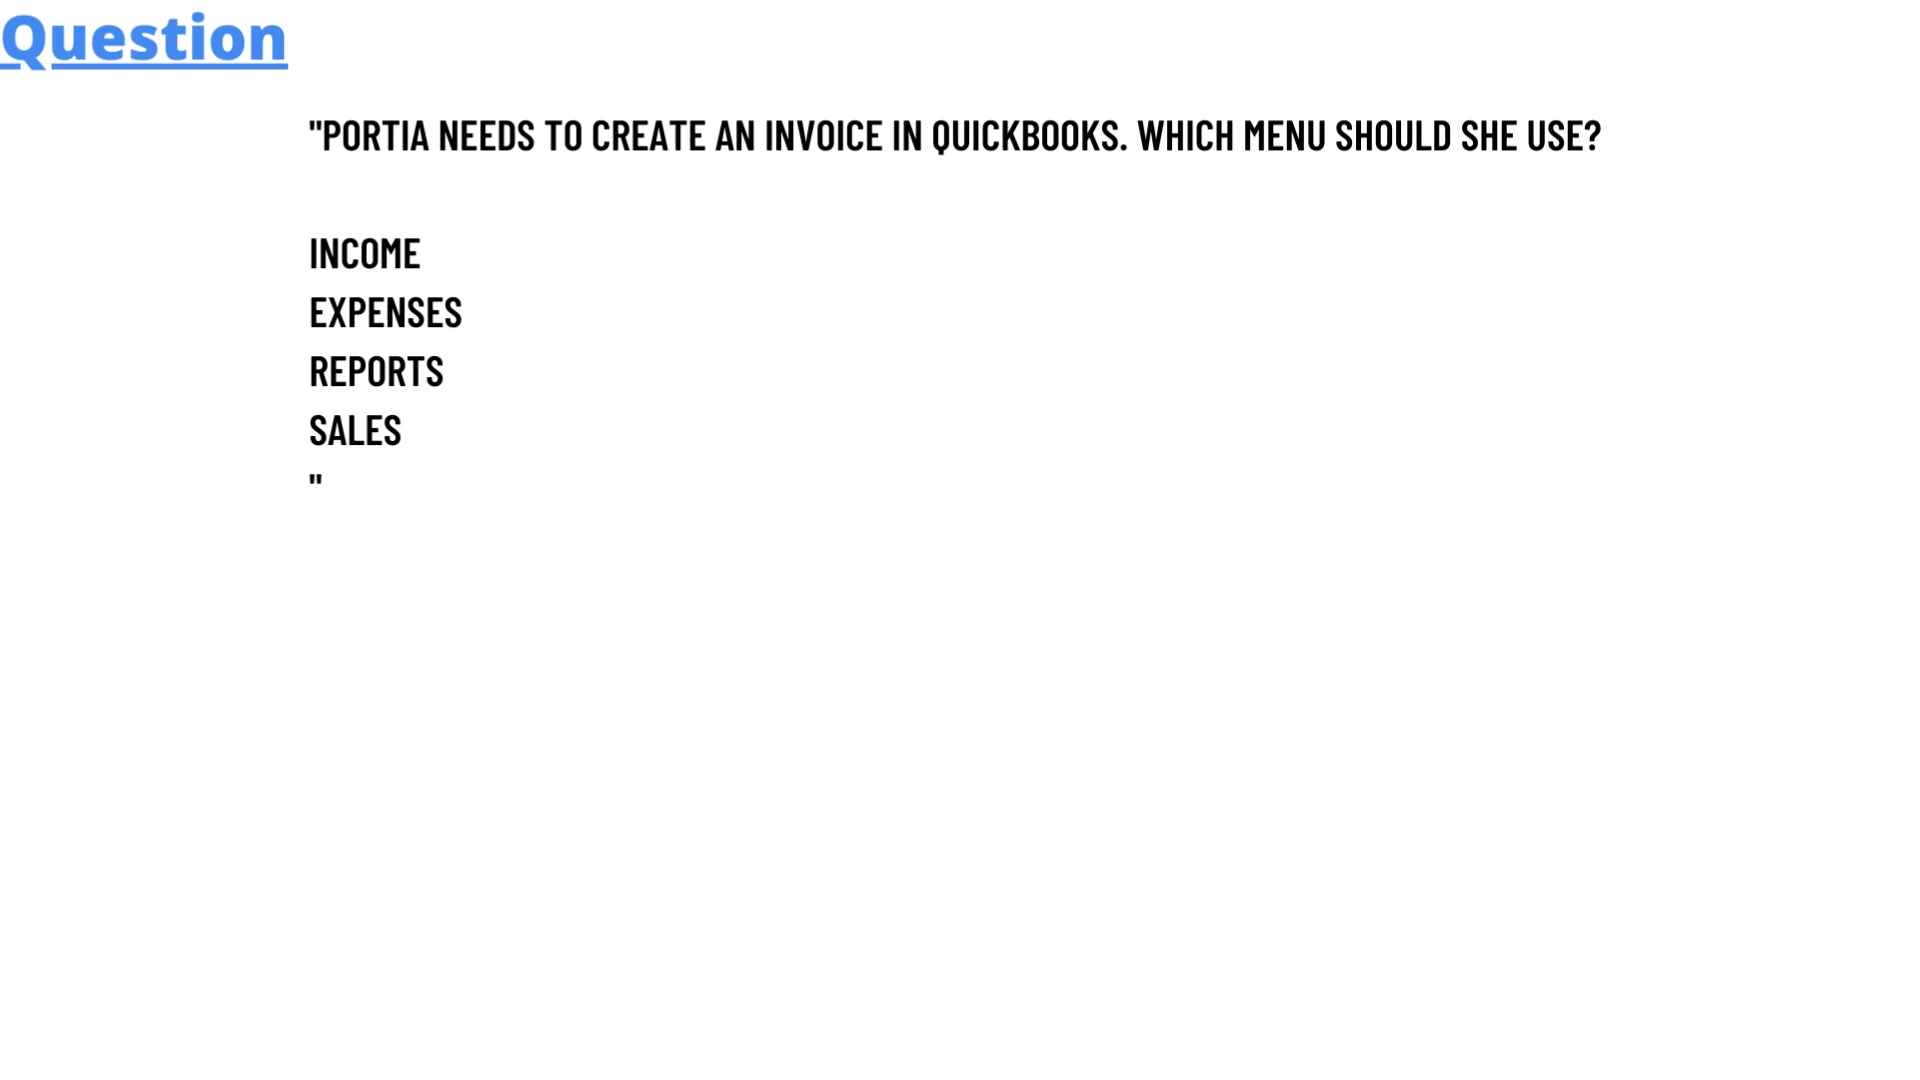 Question
"PORTIA NEEDS TO CREATE AN INVOICE IN QUICKBOOKS. WHICH MENU SHOULD SHE USE?
INCOME
EXPENSES
REPORTS
SALES
"